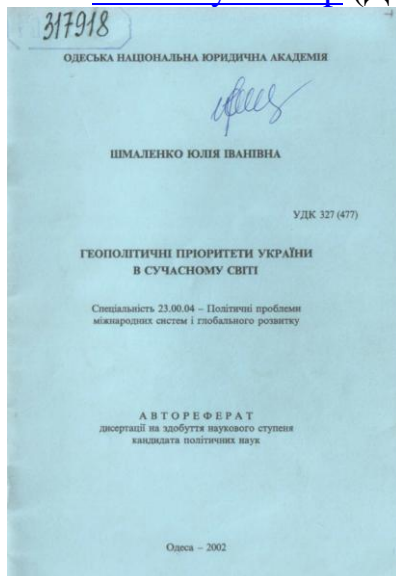 317918
ОДЕСЬКА НАЦІОНАЛЬНА ЮРИДИЧНА АКАДЕМІЯ
ШМАЛЕНКО ЮЛІЯ ІВАНІВНА
УДК 327 (477)
ГЕОПОЛІТИЧНІ ПРІОРИТЕТИ УКРАЇНИ
В СУЧАСНОМУ СВІТІ
Спеціальність 23.00.04 – Політичні проблеми
міжнародних систем і глобального розвитку
АВТОРЕФЕРАТ
дисертації на здобуття наукового ступеня
кандидата політичних наук
Одеса – 2002